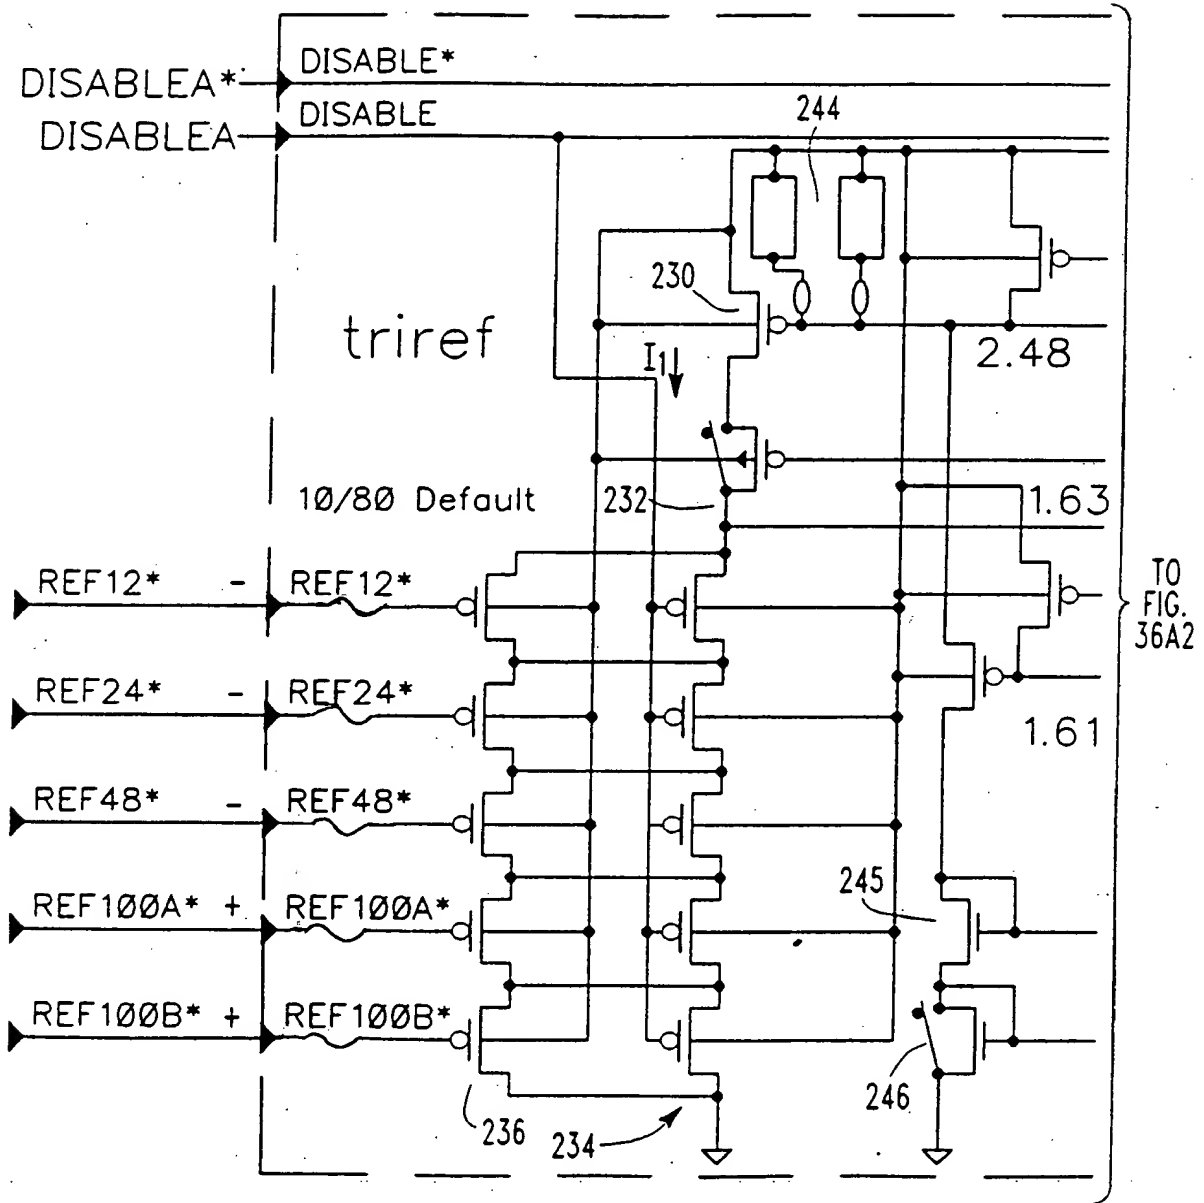 DISABLEA* DISABLE*
DISABLEA DISABLE
244
230
triref
I1
2.48
10/80 Default
232
1.63
REF12* - REF12*
TO
FIG.
36A2
REF24* - REF24*
1.61
REF48* - REF48*
245
REF100A* + REF100A*
REF100B* + REF100B*
246
236
234